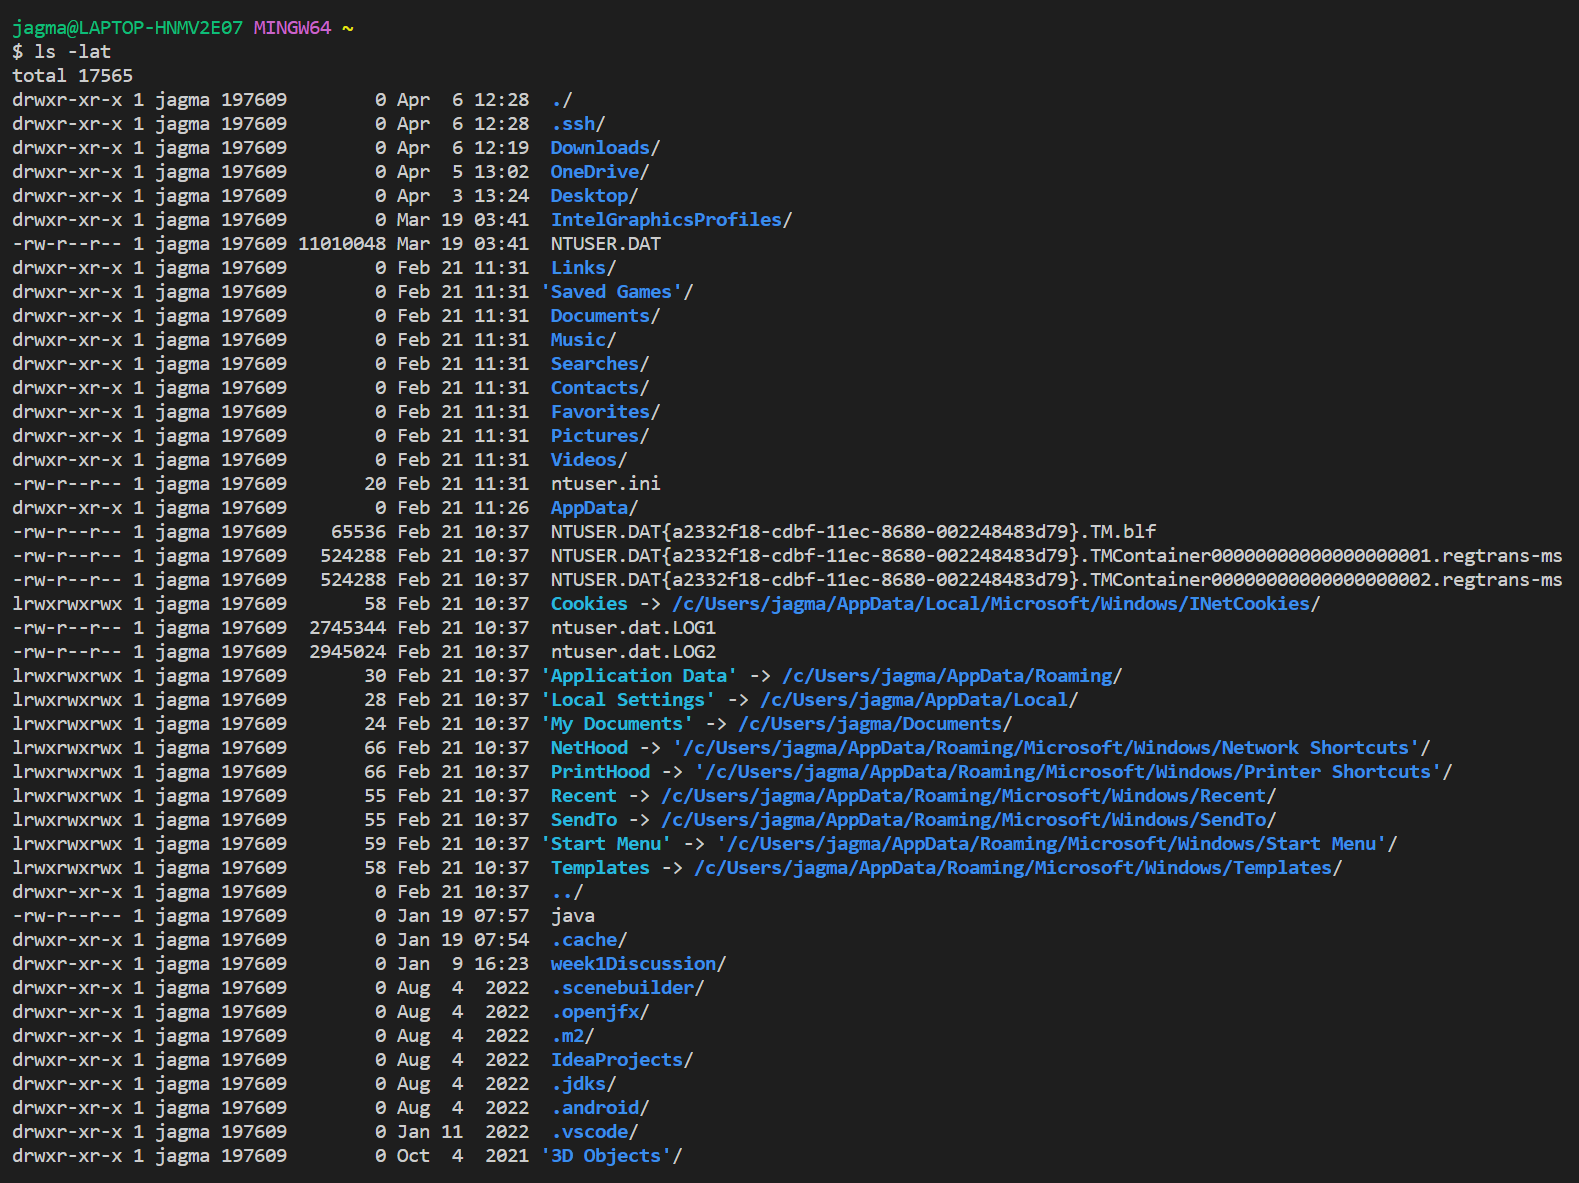 jagma@LAPTOP-HNMV2E07 MINGW64 ~
$ ls -lat
total 17565
drwxr-xr-x 1 jagma 197609        0 Apr  6 12:28  ./
drwxr-xr-x 1 jagma 197609        0 Apr  6 12:28  .ssh/
drwxr-xr-x 1 jagma 197609        0 Apr  6 12:19  Downloads/
drwxr-xr-x 1 jagma 197609        0 Apr  5 13:02  OneDrive/
drwxr-xr-x 1 jagma 197609        0 Apr  3 13:24  Desktop/
drwxr-xr-x 1 jagma 197609        0 Mar 19 03:41  IntelGraphicsProfiles/
-rw-r--r-- 1 jagma 197609 11010048 Mar 19 03:41  NTUSER.DAT
drwxr-xr-x 1 jagma 197609        0 Feb 21 11:31  Links/
drwxr-xr-x 1 jagma 197609        0 Feb 21 11:31 'Saved Games'/
drwxr-xr-x 1 jagma 197609        0 Feb 21 11:31  Documents/
drwxr-xr-x 1 jagma 197609        0 Feb 21 11:31  Music/
drwxr-xr-x 1 jagma 197609        0 Feb 21 11:31  Searches/
drwxr-xr-x 1 jagma 197609        0 Feb 21 11:31  Contacts/
drwxr-xr-x 1 jagma 197609        0 Feb 21 11:31  Favorites/
drwxr-xr-x 1 jagma 197609        0 Feb 21 11:31  Pictures/
drwxr-xr-x 1 jagma 197609        0 Feb 21 11:31  Videos/
-rw-r--r-- 1 jagma 197609       20 Feb 21 11:31  ntuser.ini
drwxr-xr-x 1 jagma 197609        0 Feb 21 11:26  AppData/
-rw-r--r-- 1 jagma 197609    65536 Feb 21 10:37  NTUSER.DAT{a2332f18-cdbf-11ec-8680-002248483d79}.TM.blf
-rw-r--r-- 1 jagma 197609   524288 Feb 21 10:37  NTUSER.DAT{a2332f18-cdbf-11ec-8680-002248483d79}.TMContainer00000000000000000001.regtrans-ms
-rw-r--r-- 1 jagma 197609   524288 Feb 21 10:37  NTUSER.DAT{a2332f18-cdbf-11ec-8680-002248483d79}.TMContainer00000000000000000002.regtrans-ms
lrwxrwxrwx 1 jagma 197609       58 Feb 21 10:37  Cookies -> /c/Users/jagma/AppData/Local/Microsoft/Windows/INetCookies/
-rw-r--r-- 1 jagma 197609  2745344 Feb 21 10:37  ntuser.dat.LOG1
-rw-r--r-- 1 jagma 197609  2945024 Feb 21 10:37  ntuser.dat.LOG2
lrwxrwxrwx 1 jagma 197609       30 Feb 21 10:37 'Application Data' -> /c/Users/jagma/AppData/Roaming/
lrwxrwxrwx 1 jagma 197609       28 Feb 21 10:37 'Local Settings' -> /c/Users/jagma/AppData/Local/
lrwxrwxrwx 1 jagma 197609       24 Feb 21 10:37 'My Documents' -> /c/Users/jagma/Documents/
lrwxrwxrwx 1 jagma 197609       66 Feb 21 10:37  NetHood -> '/c/Users/jagma/AppData/Roaming/Microsoft/Windows/Network Shortcuts'/
lrwxrwxrwx 1 jagma 197609       66 Feb 21 10:37  PrintHood -> '/c/Users/jagma/AppData/Roaming/Microsoft/Windows/Printer Shortcuts'/
lrwxrwxrwx 1 jagma 197609       55 Feb 21 10:37  Recent -> /c/Users/jagma/AppData/Roaming/Microsoft/Windows/Recent/
lrwxrwxrwx 1 jagma 197609       55 Feb 21 10:37  SendTo -> /c/Users/jagma/AppData/Roaming/Microsoft/Windows/SendTo/
lrwxrwxrwx 1 jagma 197609       59 Feb 21 10:37 'Start Menu' -> '/c/Users/jagma/AppData/Roaming/Microsoft/Windows/Start Menu'/
lrwxrwxrwx 1 jagma 197609       58 Feb 21 10:37  Templates -> /c/Users/jagma/AppData/Roaming/Microsoft/Windows/Templates/
drwxr-xr-x 1 jagma 197609        0 Feb 21 10:37  ../
-rw-r--r-- 1 jagma 197609        0 Jan 19 07:57  java
drwxr-xr-x 1 jagma 197609        0 Jan 19 07:54  .cache/
drwxr-xr-x 1 jagma 197609        0 Jan  9 16:23  week1Discussion/
drwxr-xr-x 1 jagma 197609        0 Aug  4  2022  .scenebuilder/
drwxr-xr-x 1 jagma 197609        0 Aug  4  2022  .openjfx/
drwxr-xr-x 1 jagma 197609        0 Aug  4  2022  .m2/
drwxr-xr-x 1 jagma 197609        0 Aug  4  2022  IdeaProjects/
drwxr-xr-x 1 jagma 197609        0 Aug  4  2022  .jdks/
drwxr-xr-x 1 jagma 197609        0 Aug  4  2022  .android/
drwxr-xr-x 1 jagma 197609        0 Jan 11  2022  .vscode/
drwxr-xr-x 1 jagma 197609        0 Oct  4  2021 '3D Objects'/